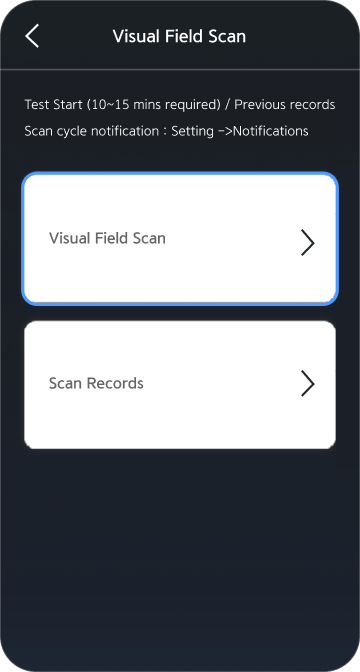 Visual Field Scan
Test Start (10~15 mins required) / Previous records
Scan cycle notification : Setting ->Notifications
Visual Field Scan
Scan Records